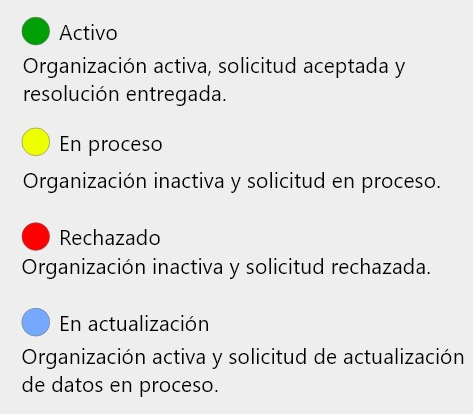 Activo
Organización activa, solicitud aceptada y
resolución entregada.
En proceso
Organización inactiva y solicitud en proceso.
Rechazado
Organización inactiva y solicitud rechazada.
En actualización
Organización activa y solicitud de actualización
de datos en proceso.